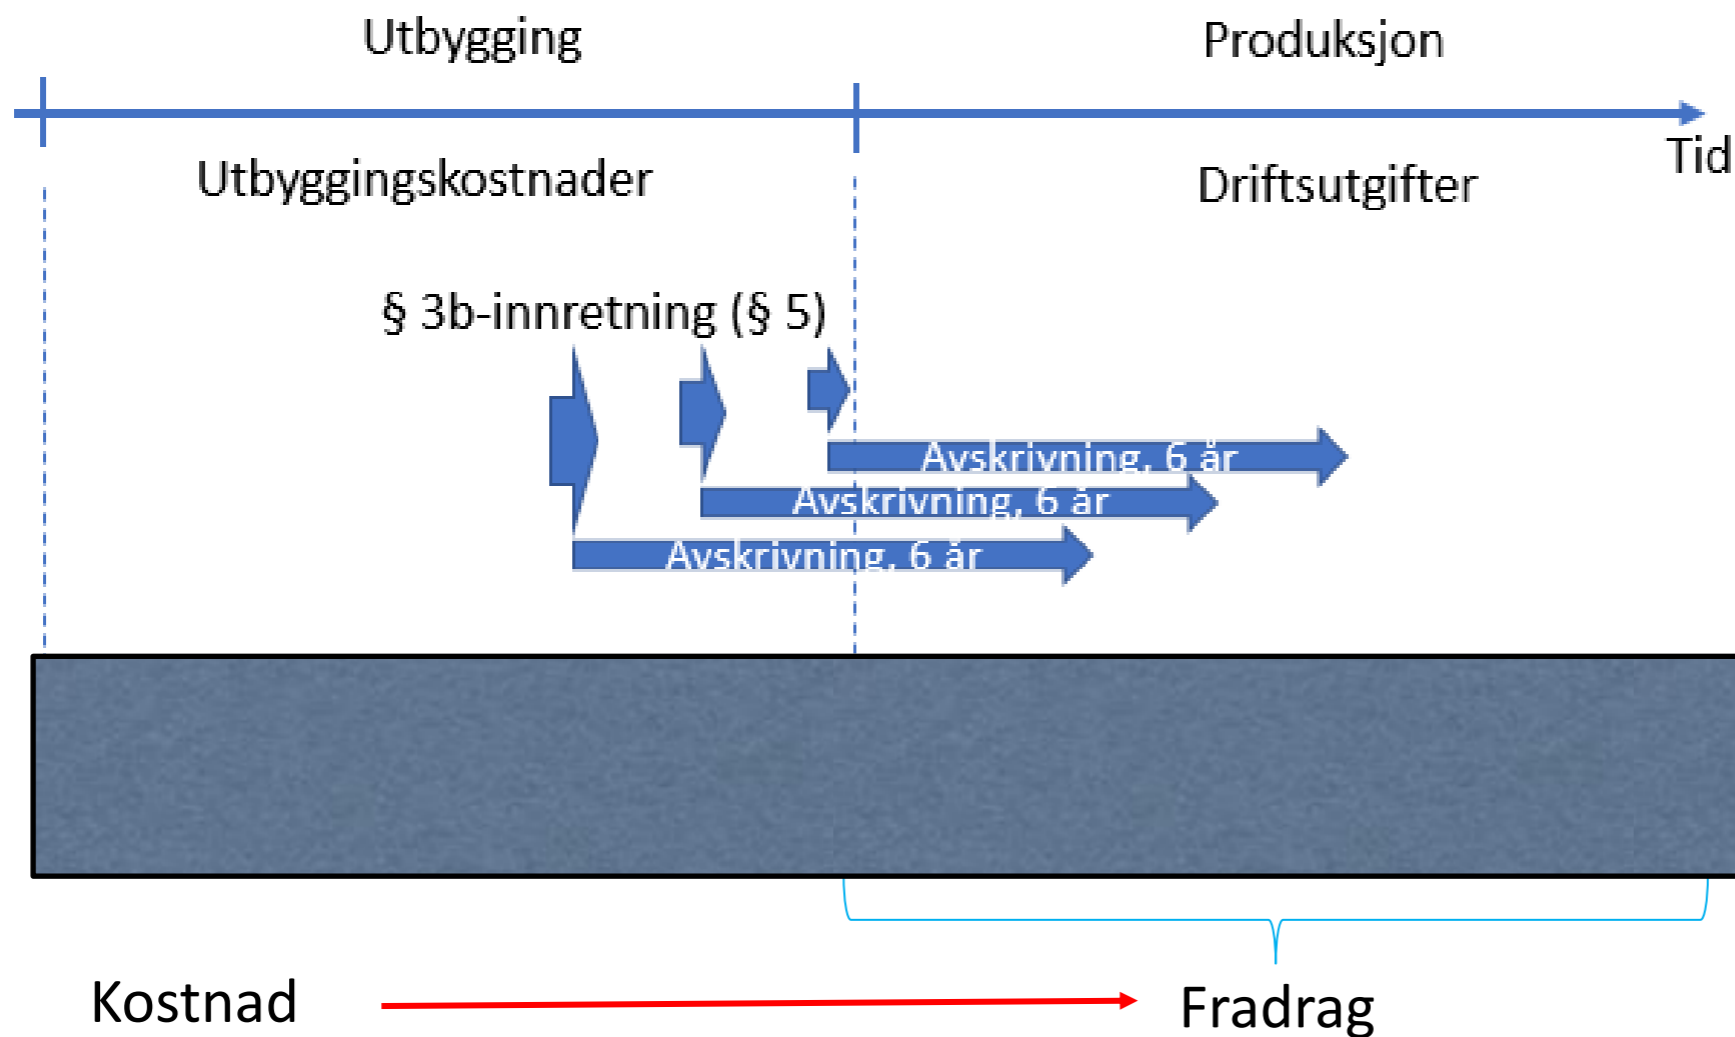 Utbygging
Produksjon
Tid
Utbyggingskostnader
Driftsutgifter
§ 3b-innretning (§ 5)
Avskrivning, 6 år
Avskrivning, 6 år
Avskrivning, 6 år
Kostnad
Fradrag